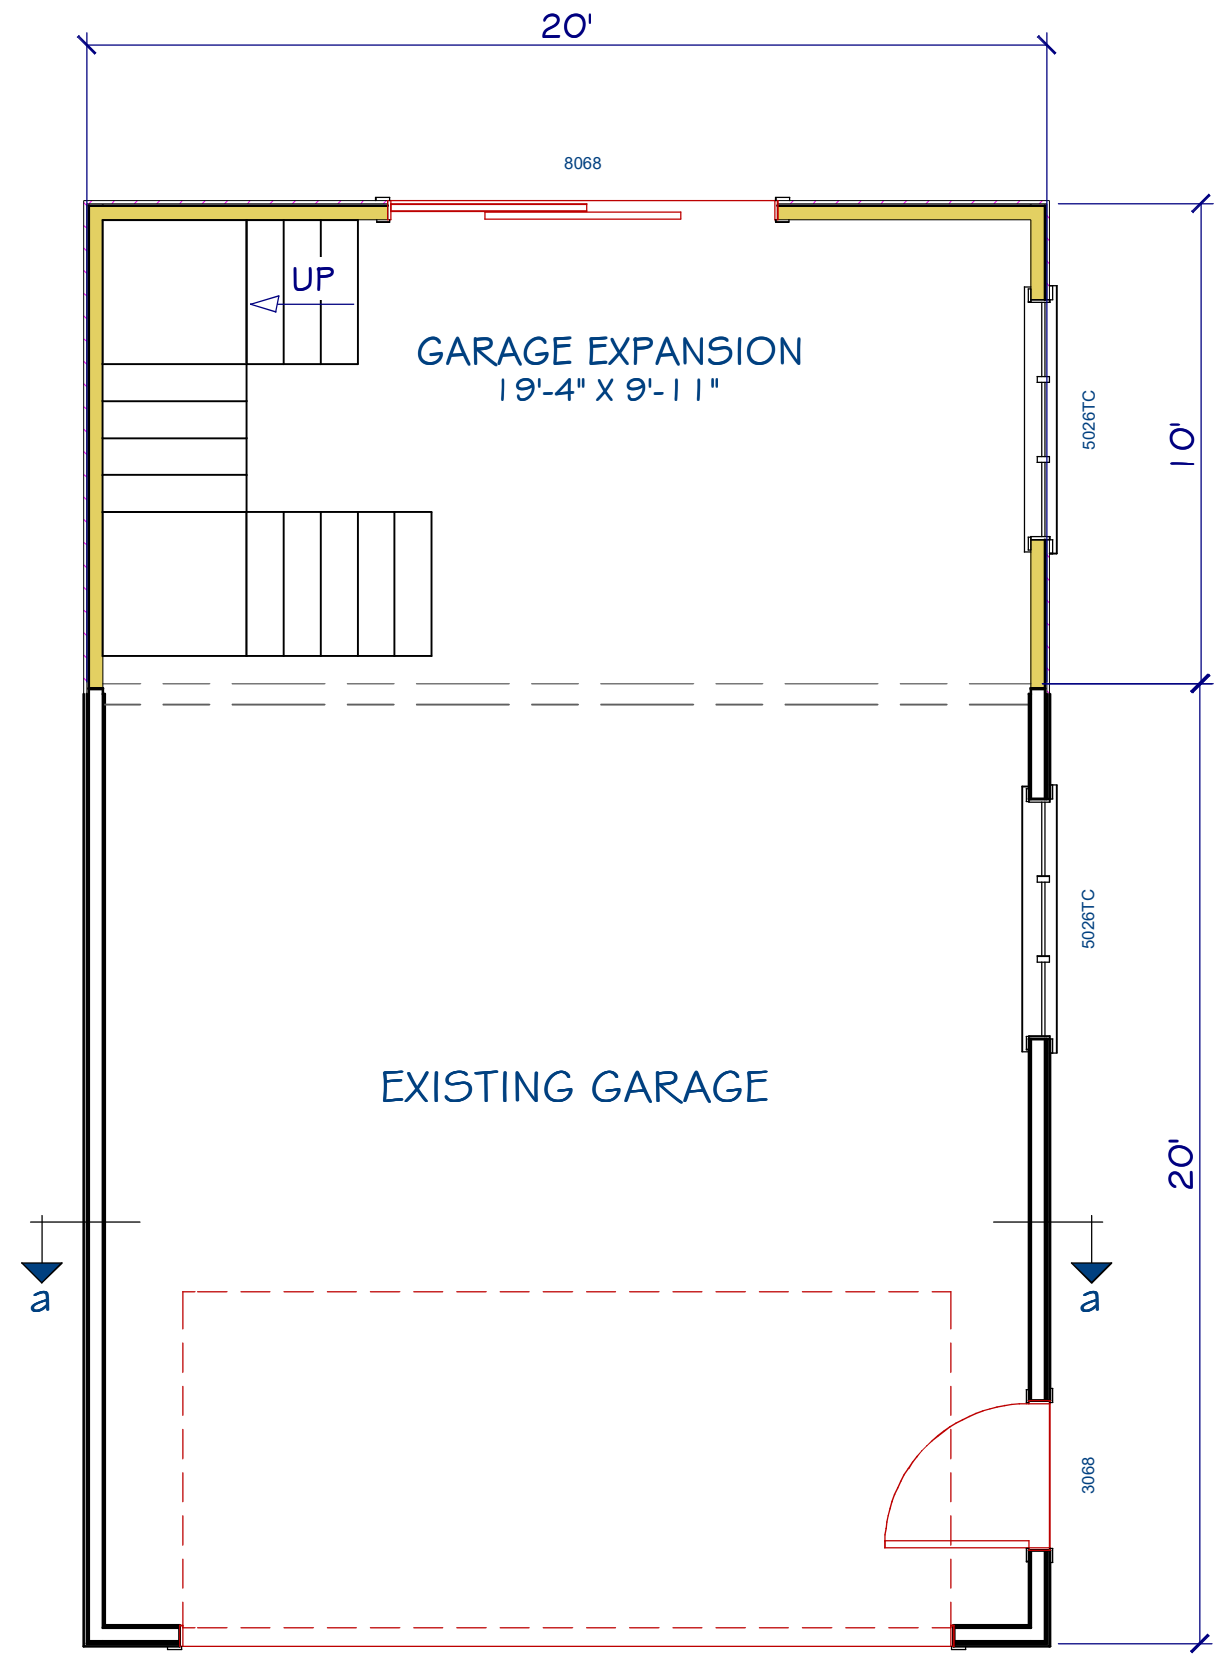 20'
8068
UP
GARAGE EXPANSION
19'-4" X 9'-11"
5026TC
10'
5026TC
EXISTING GARAGE
20'
a
a
3068